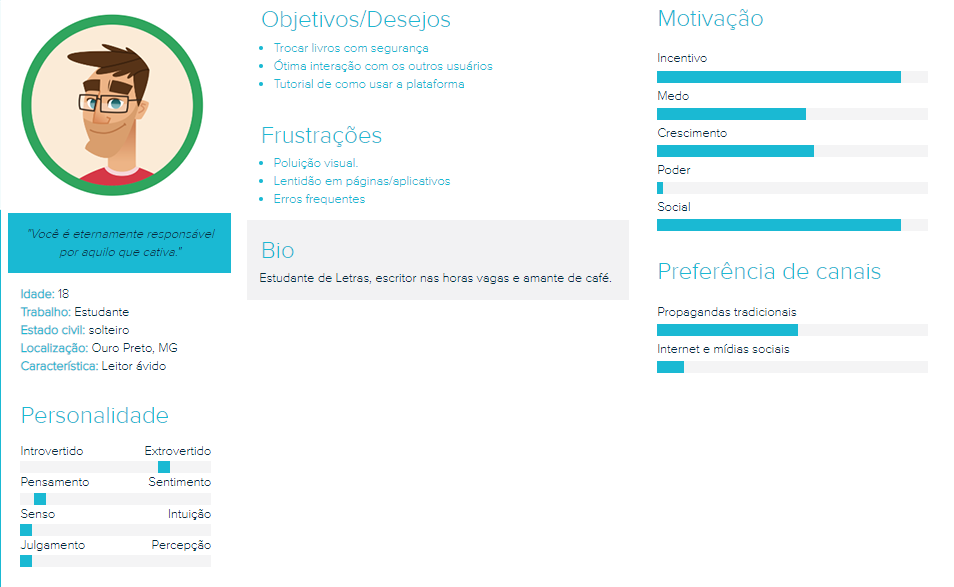 "Você é eternamente responsável
por aquilo que cativa."
Idade: 18
Trabalho: Estudante
Estado civil: solteiro
Localização: Ouro Preto, MG
Característica: Leitor ávido
Personalidade
Introvertido Extrovertido
Pensamento Sentimento
Senso Intuição
Julgamento Percepção
Objetivos/Desejos
Trocar livros com segurança
Ótima interação com os outros usuários
Tutorial de como usar a plataforma
Frustrações
Poluição visual.
Lentidão em páginas/aplicativos
Erros frequentes
Bio
Estudante de Letras, escritor nas horas vagas e amante de café.
Motivação
Incentivo
Medo
Crescimento
Poder
Social
Preferência de canais
Propagandas tradicionais
Internet e mídias sociais